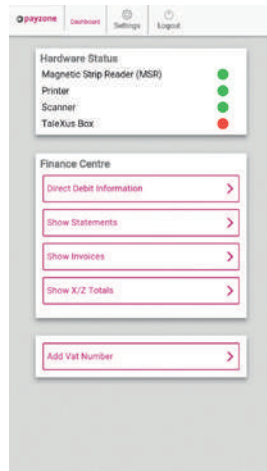 payzone
Dashboard
Settings
Logout
Hardware Status
Magnetic Strip Reader (MSR)
Printer
Scanner
TaleXus Box
Finance Centre
Direct Debit Information
Show Statements
Show Invoices
Show X/Z Totals
Add Vat Number